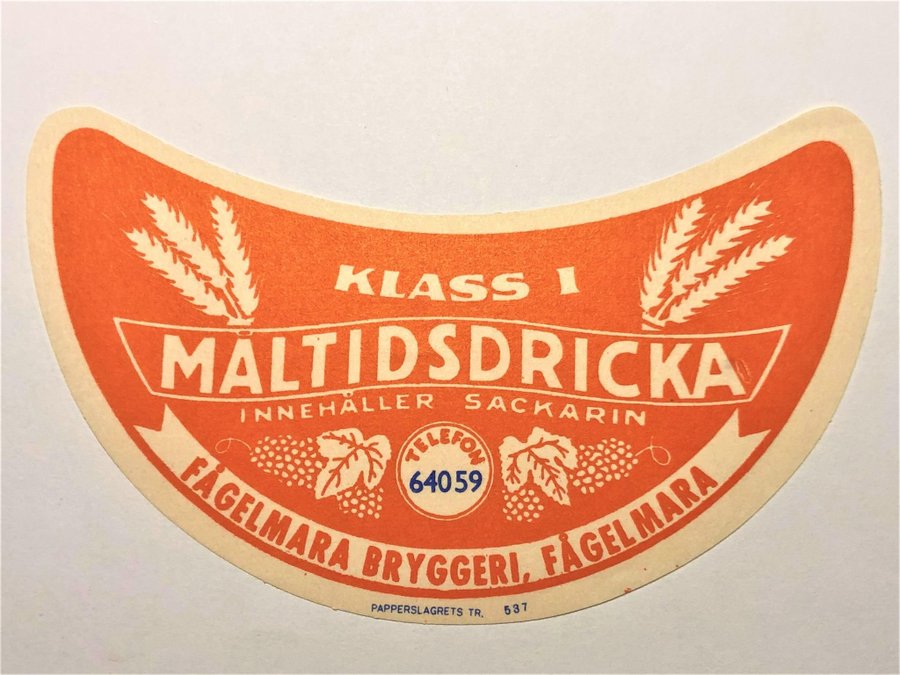 KLASS I
MÅLTIDSDRICKA
INNEHÅLLER SACKARIN
TELEFON
64059
FÅGELMARA BRYGGERI, FÅGELMARA
PAPPERSLAGRETS TR. 537